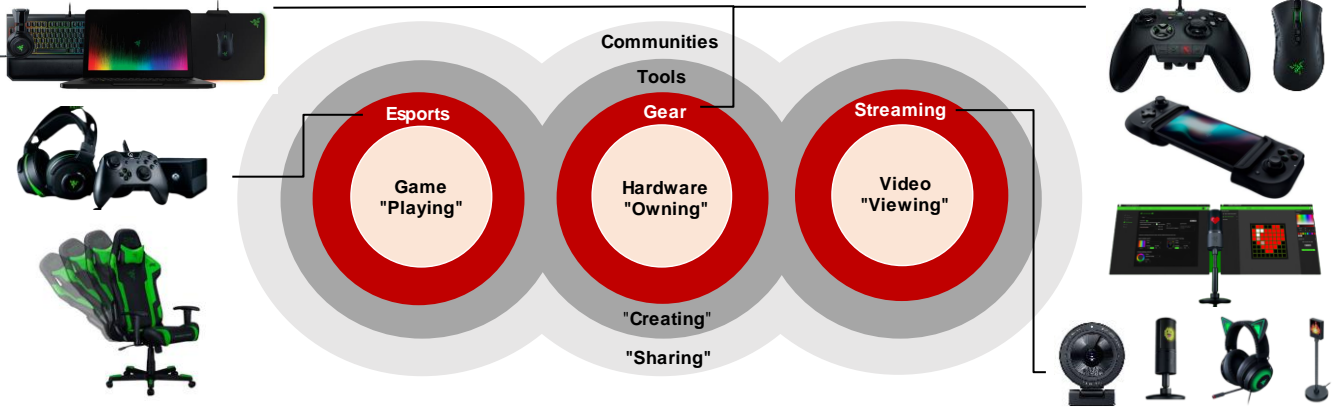 Communities
Tools
Esports
Gear
Streaming
Game
"Playing"
Hardware
"Owning"
Video
"Viewing"
"Creating"
"Sharing"